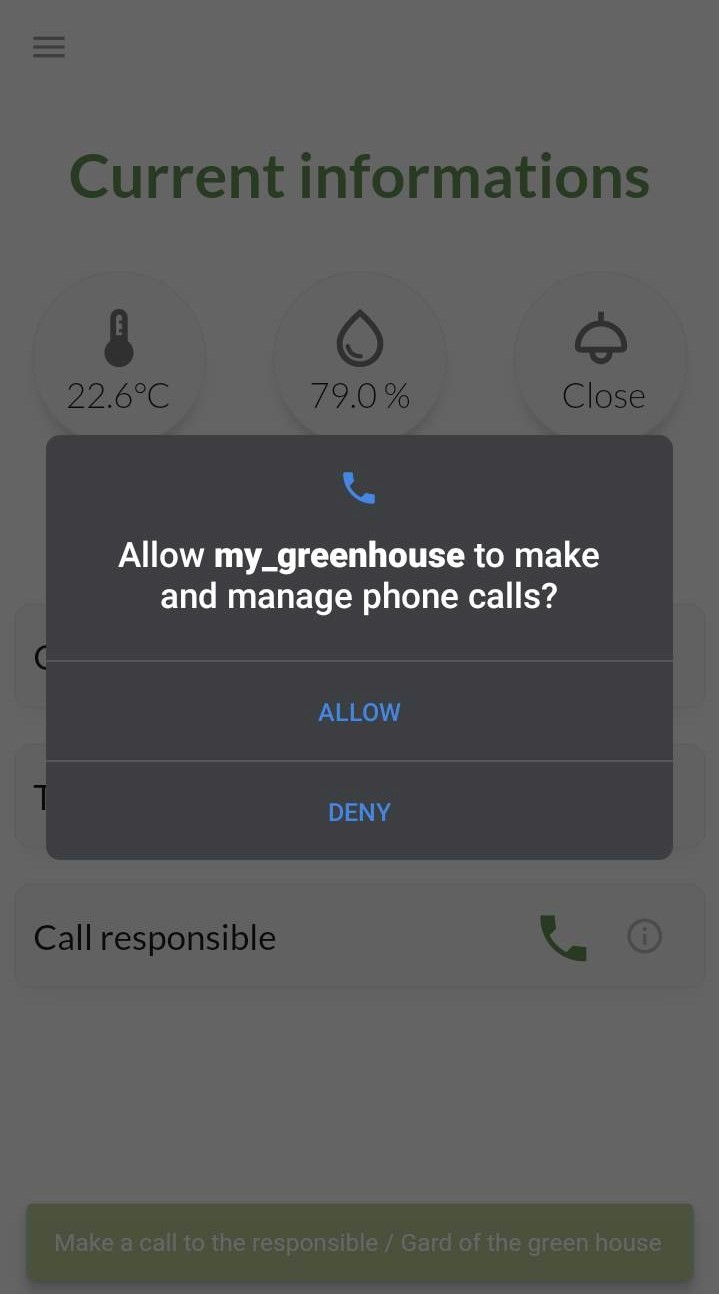 Current informations
22.6°C
79.0 %
Close
Allow my_greenhouse to make
and manage phone calls?
ALLOW
DENY
Call responsible
Make a call to the responsible / Gard of the green house